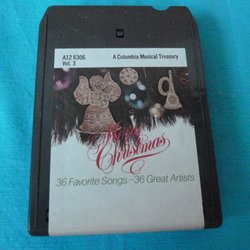 A12 6306 A Columbia Musical Treasury
Vol. 3
Merry
Christmas
36 Favorite Songs—36 Great Artists